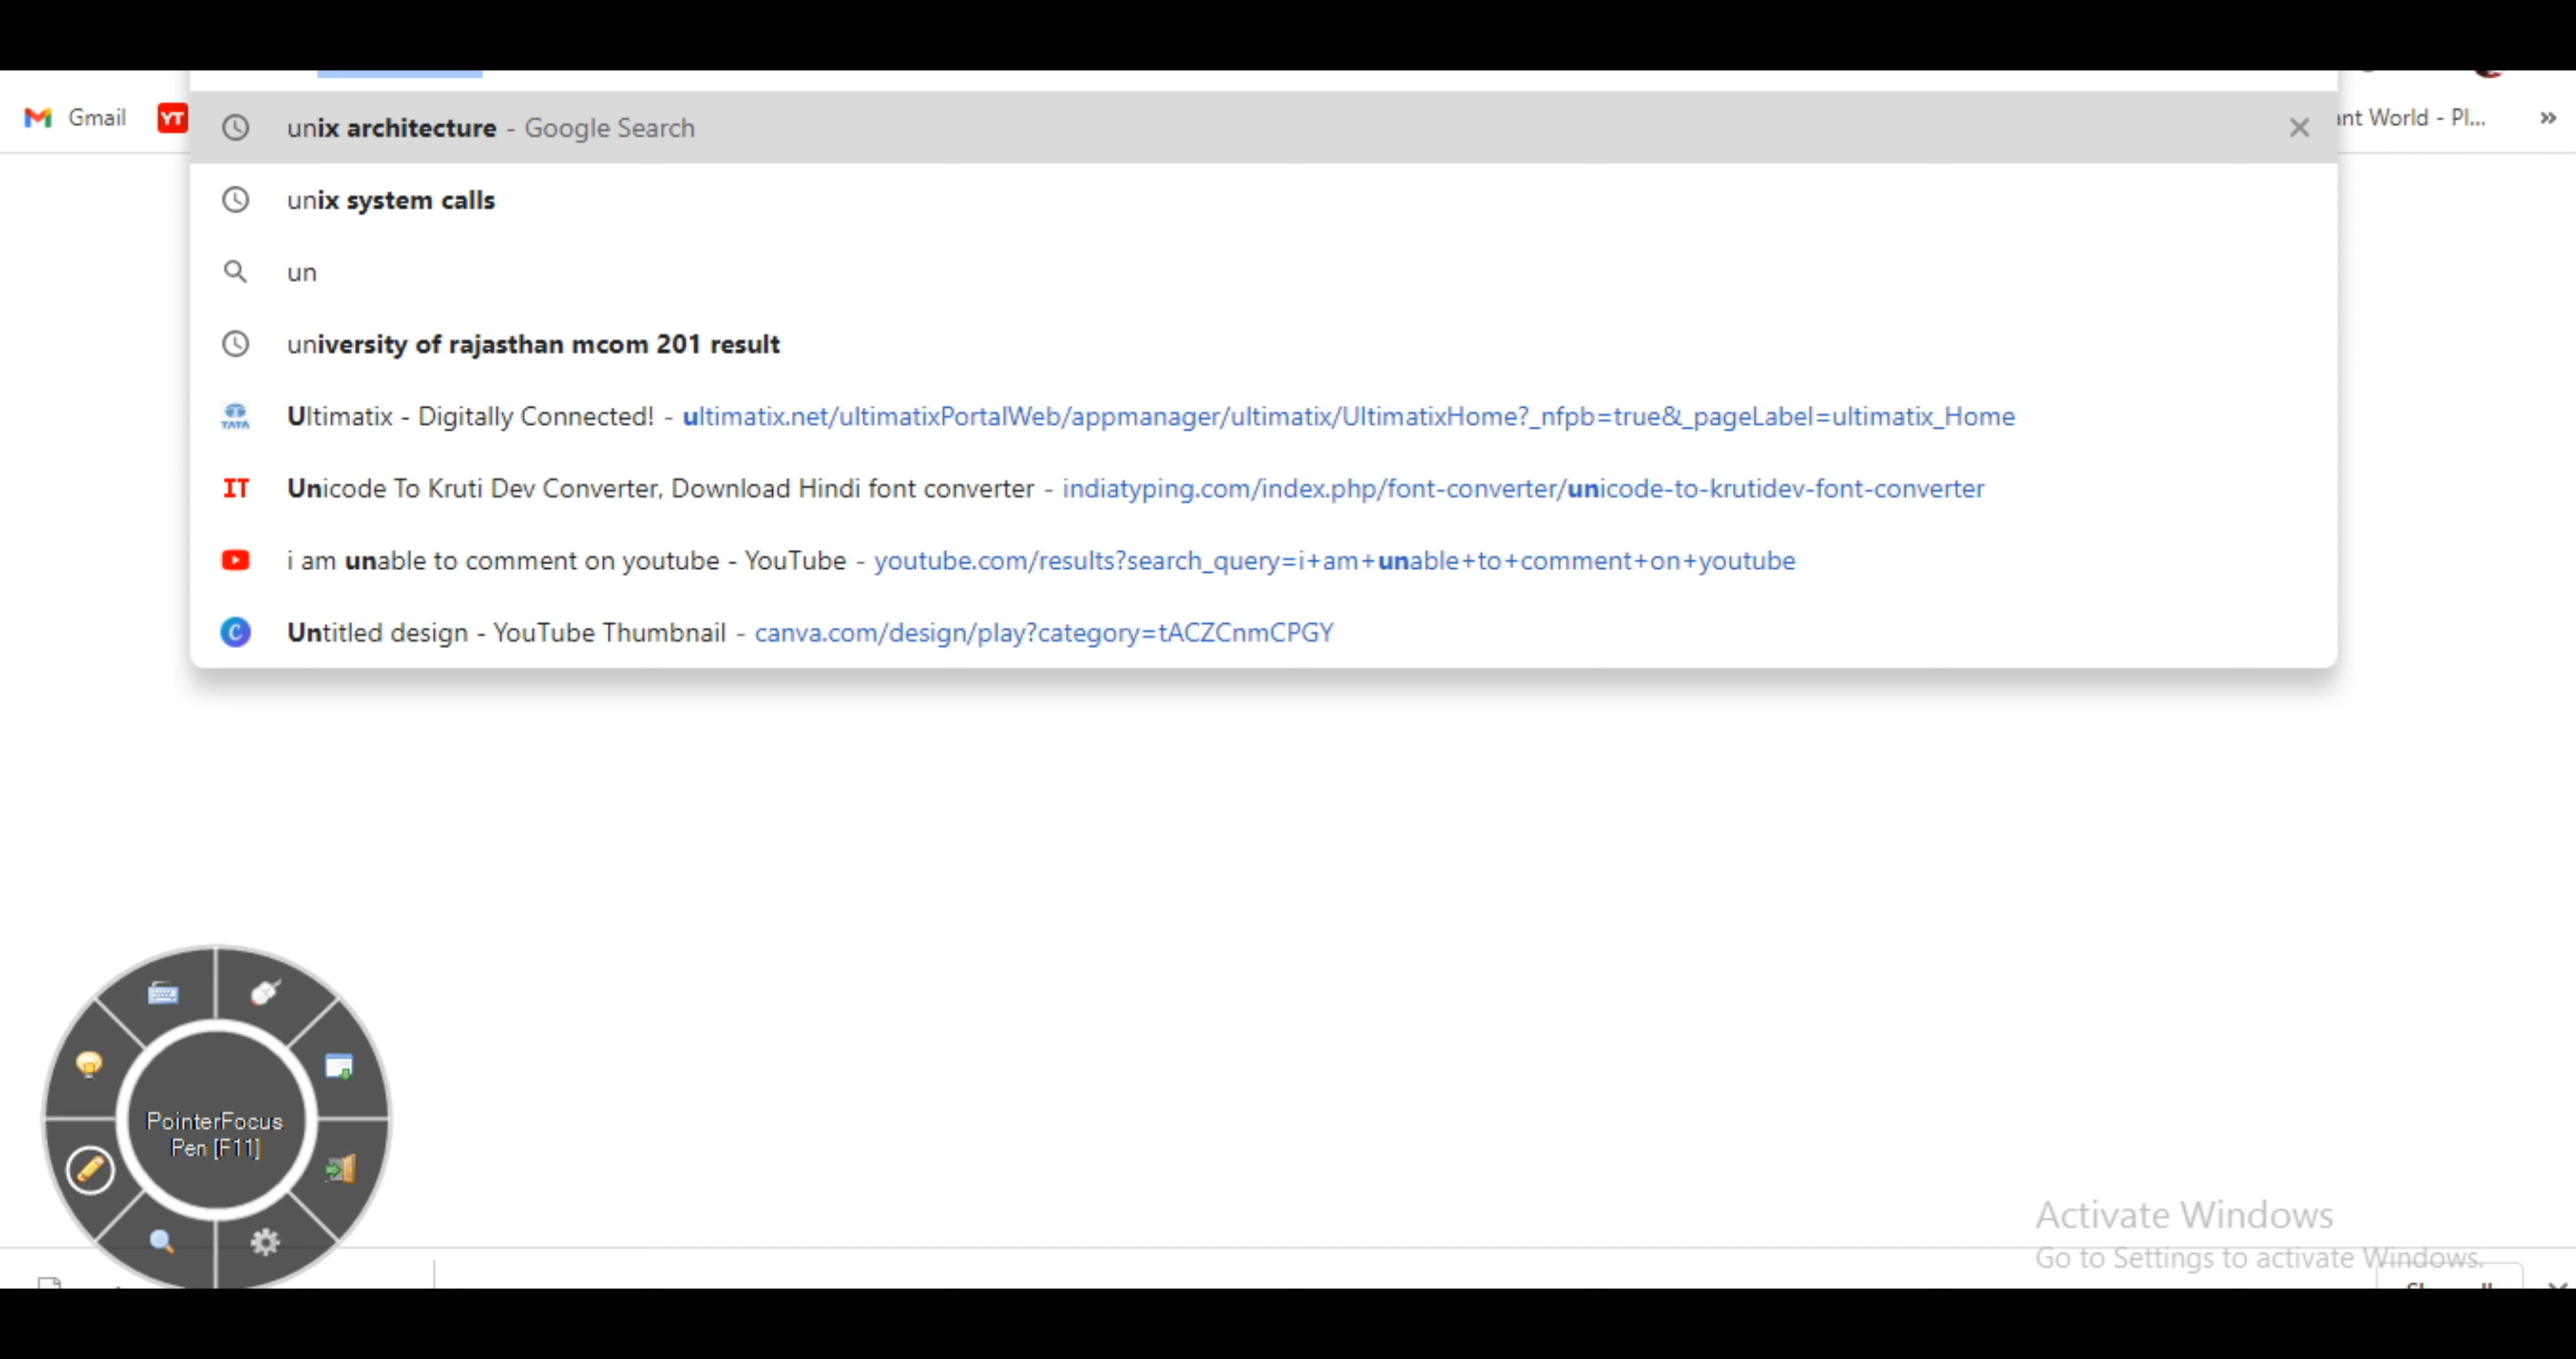 Gmail
YT
unix architecture - Google Search
ant World - Pl...
unix system calls
un
university of rajasthan mcom 201 result
TATA
Ultimatix - Digitally Connected! - ultimatix.net/ultimatixPortalWeb/appmanager/ultimatix/UltimatixHome?_nfpb=true&_pageLabel=ultimatix_Home
IT
Unicode To Kruti Dev Converter, Download Hindi font converter - indiatyping.com/index.php/font-converter/unicode-to-krutidev-font-converter
i am unable to comment on youtube - YouTube - youtube.com/results?search_query=i+am+unable+to+comment+on+youtube
C
Untitled design - YouTube Thumbnail - canva.com/design/play?category=tACZCnmCPGY
PointerFocus
Pen [F11]
Activate Windows
Go to Settings to activate Windows.